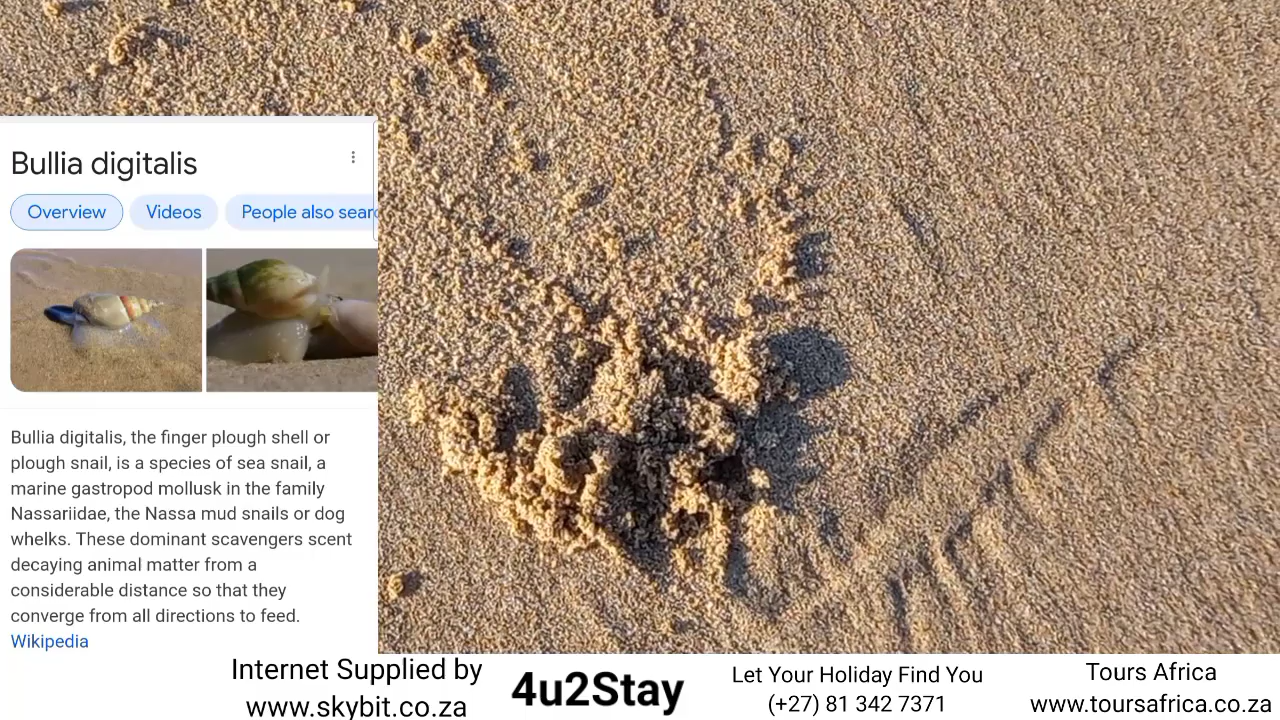 Bullia digitalis
Overview
Videos
People also sear
Bullia digitalis, the finger plough shell or
plough snail, is a species of sea snail, a
marine gastropod mollusk in the family
Nassariidae, the Nassa mud snails or dog
whelks. These dominant scavengers scent
decaying animal matter from a
considerable distance so that they
converge from all directions to feed.
Wikipedia
Internet Supplied by
www.skybit.co.za
4u2Stay
Let Your Holiday Find You
(+27) 81 342 7371
Tours Africa
www.toursafrica.co.za